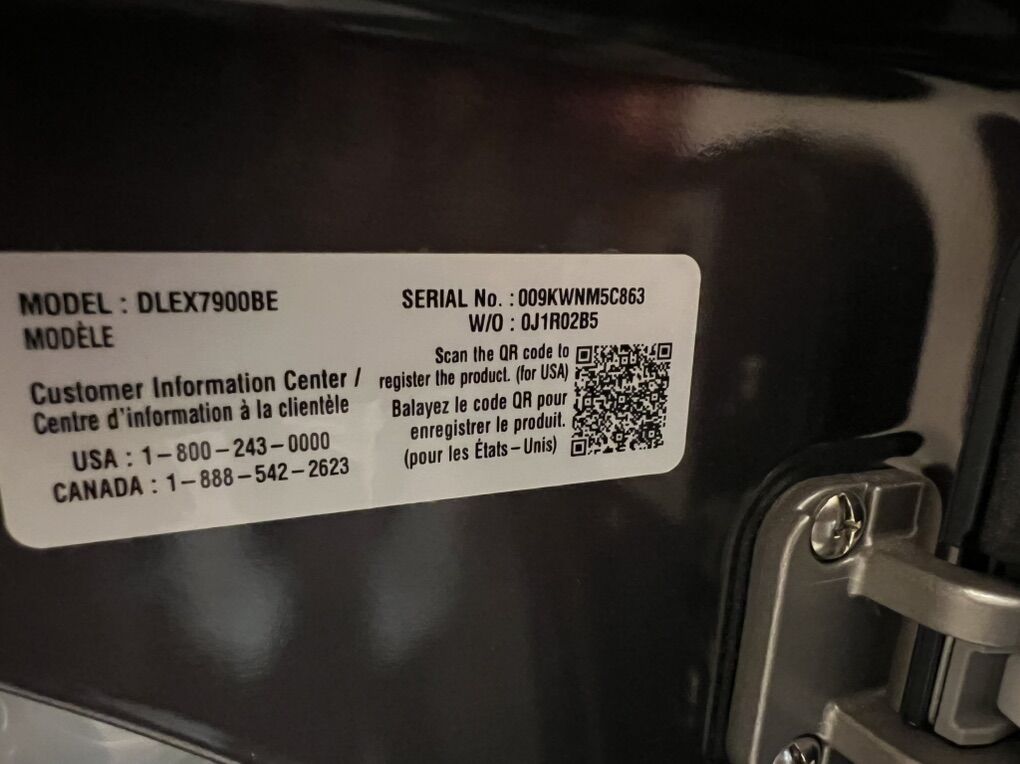 MODEL : DLEX7900BE
MODÈLE
Customer Information Center /
Centre d'information à la clientèle
USA : 1-800-243-0000
CANADA : 1-888-542-2623
SERIAL No. : 009KWNM5C863
W/O : 0J1R02B5
Scan the QR code to
register the product. (for USA)
Balayez le code QR pour
enregistrer le produit.
(pour les États-Unis)